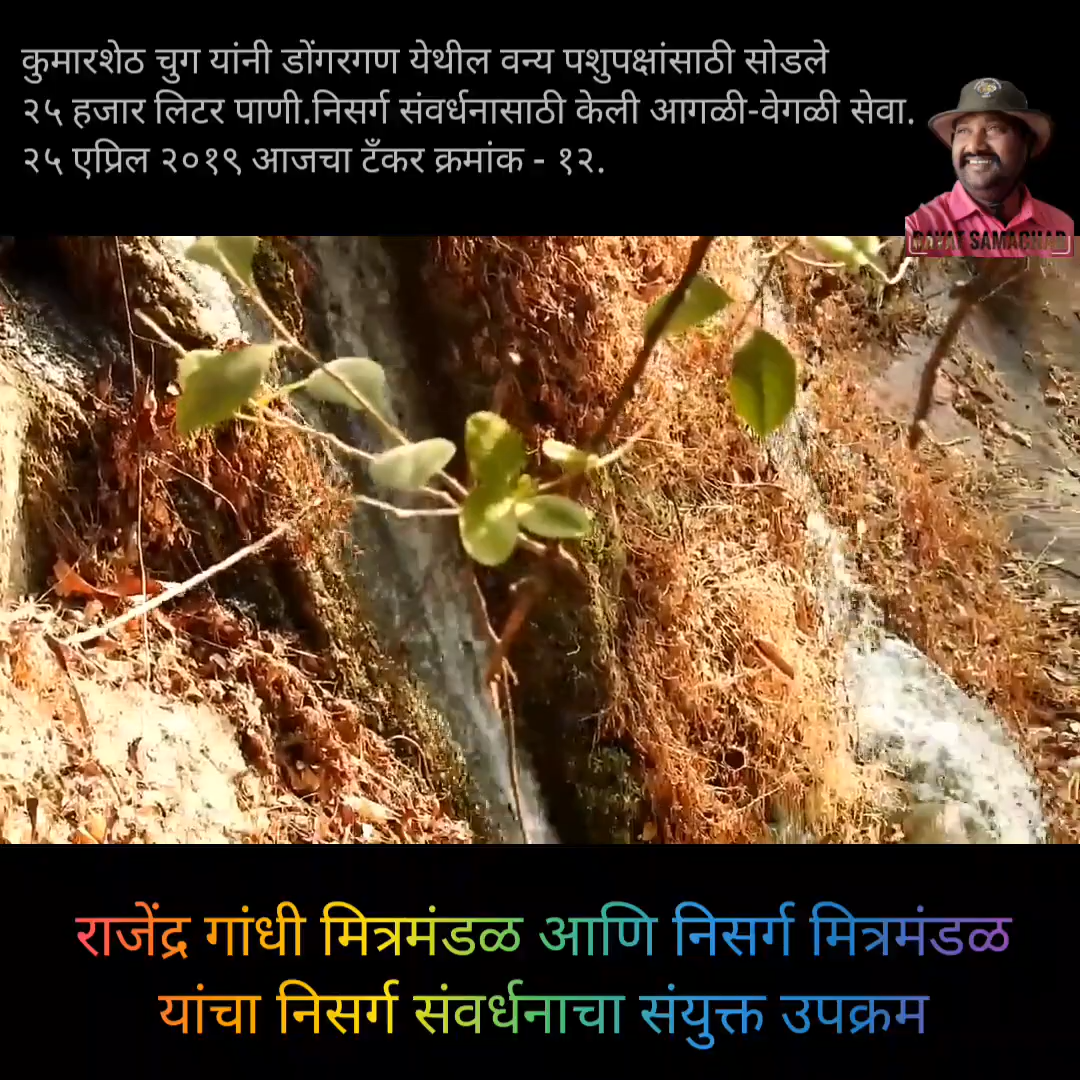 कुमारशेठ चुग यांनी डोंगरगण येथील वन्य पशुपक्षांसाठी सोडले
२५ हजार लिटर पाणी.निसर्ग संवर्धनासाठी केली आगळी-वेगळी सेवा.
२५ एप्रिल २०१९ आजचा टँकर क्रमांक - १२.
SAMACHAR
राजेंद्र गांधी मित्रमंडळ आणि निसर्ग मित्रमंडळ
यांचा निसर्ग संवर्धनाचा संयुक्त उपक्रम